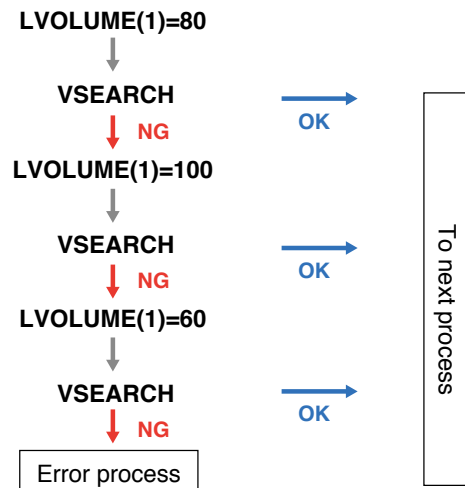 LVOLUME(1)=80
VSEARCH
OK
NG
LVOLUME(1)=100
VSEARCH
OK
NG
LVOLUME(1)=60
VSEARCH
OK
NG
Error process
To next process